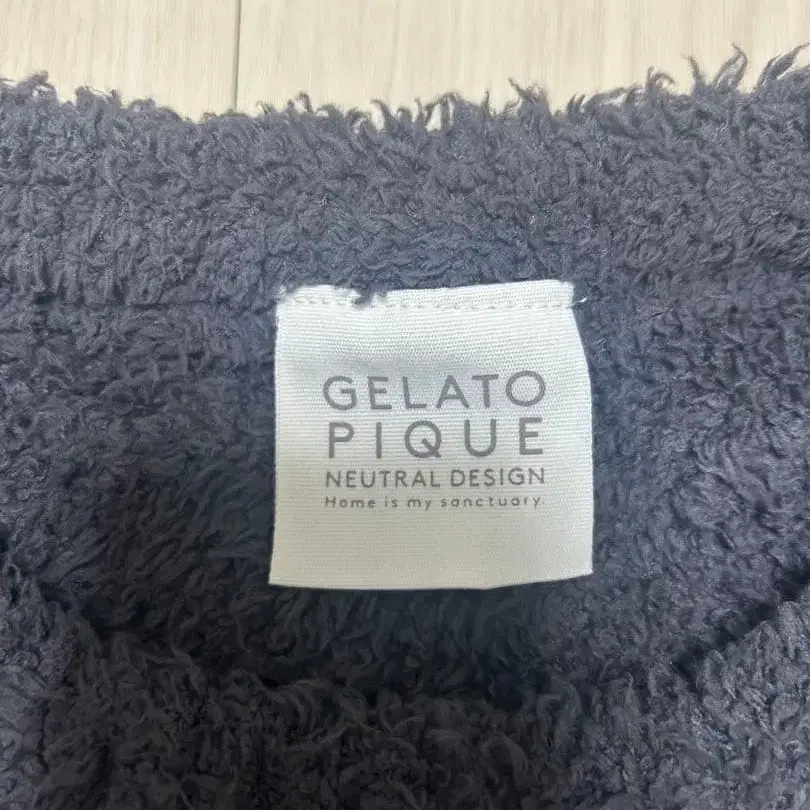 GELATO
PIQUE
NEUTRAL DESIGN
Home is my sanctuary